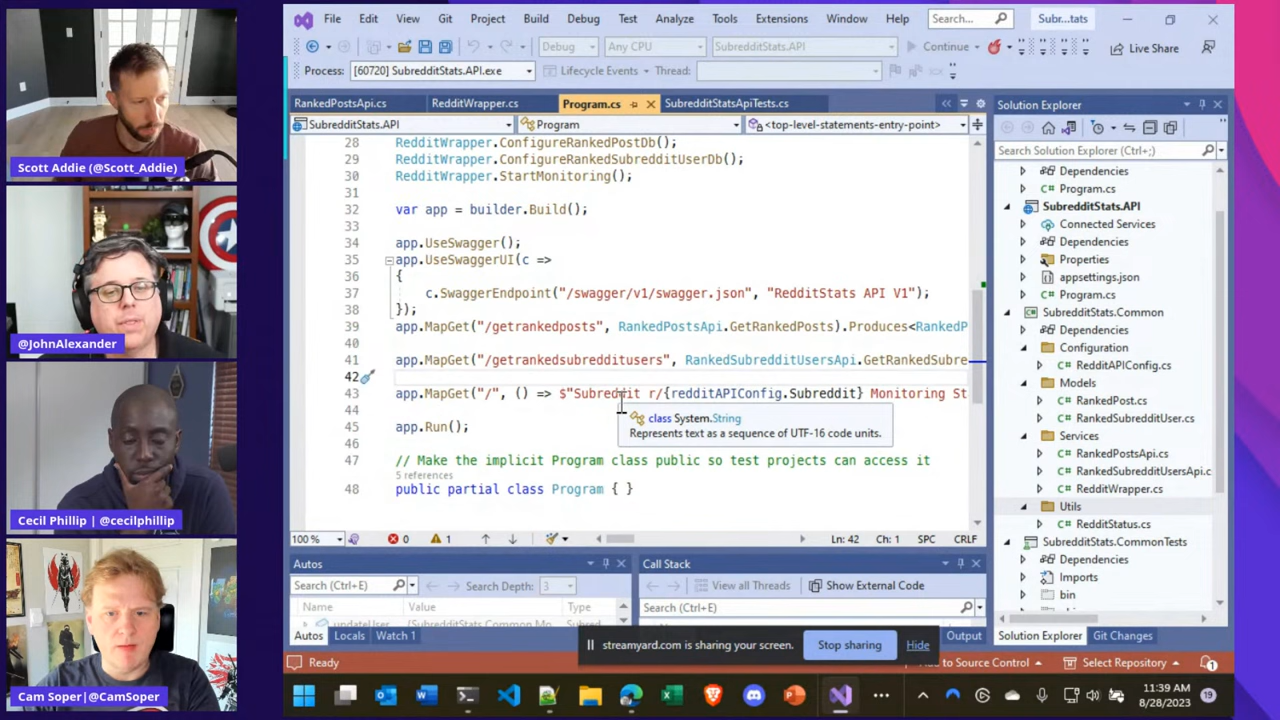 Scott Addie (@Scott_Addie)
@JohnAlexander
Cecil Phillip | @cecilphillip
Cam Soper|@CamSoper
File Edit View Git Project Build Debug Test Analyze Tools Extensions Window Help Search... Subr...tats
Debug Any CPU SubredditStats.API Continue Live Share
Process: [60720] SubredditStats.API.exe Lifecycle Events Thread:
RankedPostsApi.cs RedditWrapper.cs Program.cs SubredditStatsApiTests.cs
SubredditStats.API Program <top-level-statements-entry-point>
28 RedditWrapper.ConfigureRankedPostDb();
29 RedditWrapper.ConfigureRankedSubredditUserDb();
30 RedditWrapper.StartMonitoring();
31
32 var app = builder.Build();
33
34 app.UseSwagger();
35 app.UseSwaggerUI(c =>
36 {
37 c.SwaggerEndpoint("/swagger/v1/swagger.json", "RedditStats API V1");
38 });
39 app.MapGet("/getrankedposts", RankedPostsApi.GetRankedPosts).Produces<RankedP
40
41 app.MapGet("/getrankedsubredditusers", RankedSubredditUsersApi.GetRankedSubre
42
43 app.MapGet("/", () => $"Subreddit r/{redditAPIConfig.Subreddit} Monitoring St
class System.String
Represents text as a sequence of UTF-16 code units.
44
45 app.Run();
46
47 // Make the implicit Program class public so test projects can access it
5 references
48 public partial class Program { }
100 % 0 1 Ln: 42 Ch: 1 SPC CRLF
Autos
Search (Ctrl+E) Search Depth: 3
Name Value Type
Autos Locals Watch 1
Call Stack
View all Threads Show External Code
Search (Ctrl+E)
Output
Solution Explorer
Search Solution Explorer (Ctrl+;)
Dependencies
Program.cs
SubredditStats.API
Connected Services
Dependencies
Properties
appsettings.json
Program.cs
SubredditStats.Common
Dependencies
Configuration
RedditAPIConfig.cs
Models
RankedPost.cs
RankedSubredditUser.cs
Services
RankedPostsApi.cs
RankedSubredditUsersApi.c
RedditWrapper.cs
Utils
RedditStatus.cs
SubredditStats.CommonTests
Dependencies
Imports
bin
Solution Explorer Git Changes
streamyard.com is sharing your screen. Stop sharing Hide
Ready to Source Control Select Repository 1
11:39 AM
8/28/2023
19